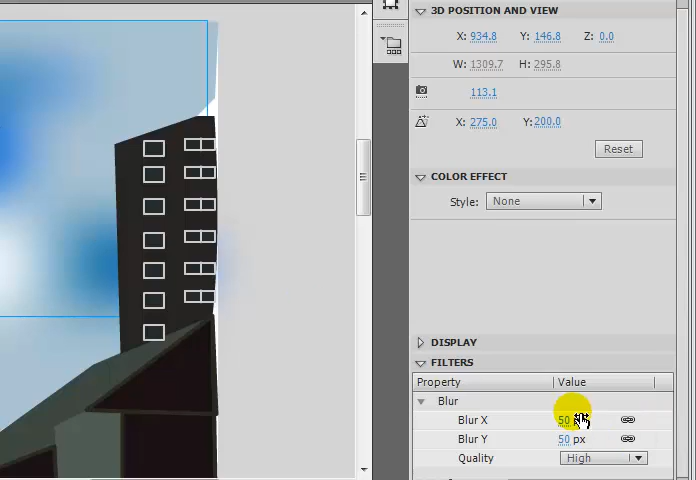 3D POSITION AND VIEW
X: 934.8 Y: 146.8 Z: 0.0
W: 1309.7 H: 295.8
113.1
X: 275.0 Y: 200.0
Reset
COLOR EFFECT
Style: None
DISPLAY
FILTERS
Property Value
Blur
Blur X 50
Blur Y 50 px
Quality High